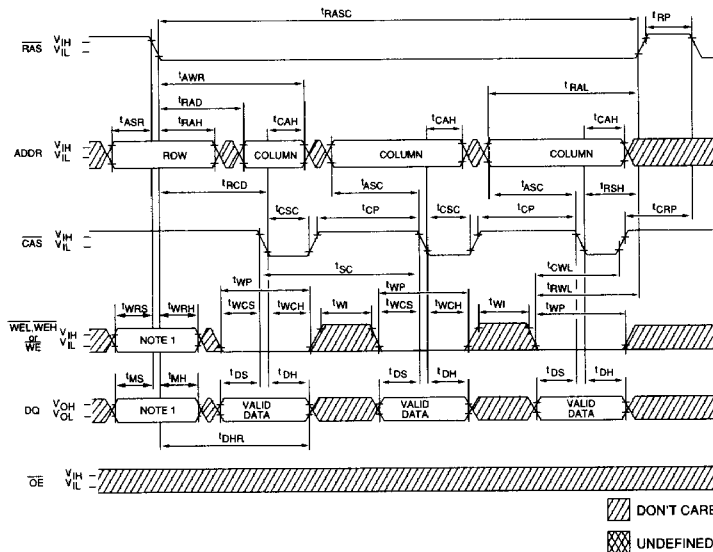 tRASC
tRP
RAS VIH VIL
tAWR
tRAD
tRAL
tASR
tRAH
tCAH
tCAH
tCAH
ADDR VIH VIL
ROW
COLUMN
COLUMN
COLUMN
tRCD
tASC
tASC
tRSH
tCSC
tCP
tCSC
tCP
tCRP
CAS VIH VIL
tSC
tCWL
tWP
tWP
tRWL
tWRS
tWRH
tWCS
tWCH
tWI
tWCS
tWCH
tWI
tWP
WEL,WEH or WE VIH VIL
NOTE 1
tMS
tMH
tDS
tDH
tDS
tDH
tDS
tDH
DQ VOH VOL
NOTE 1
VALID DATA
VALID DATA
VALID DATA
tDHR
OE VIH VIL
DON'T CARE
UNDEFINED